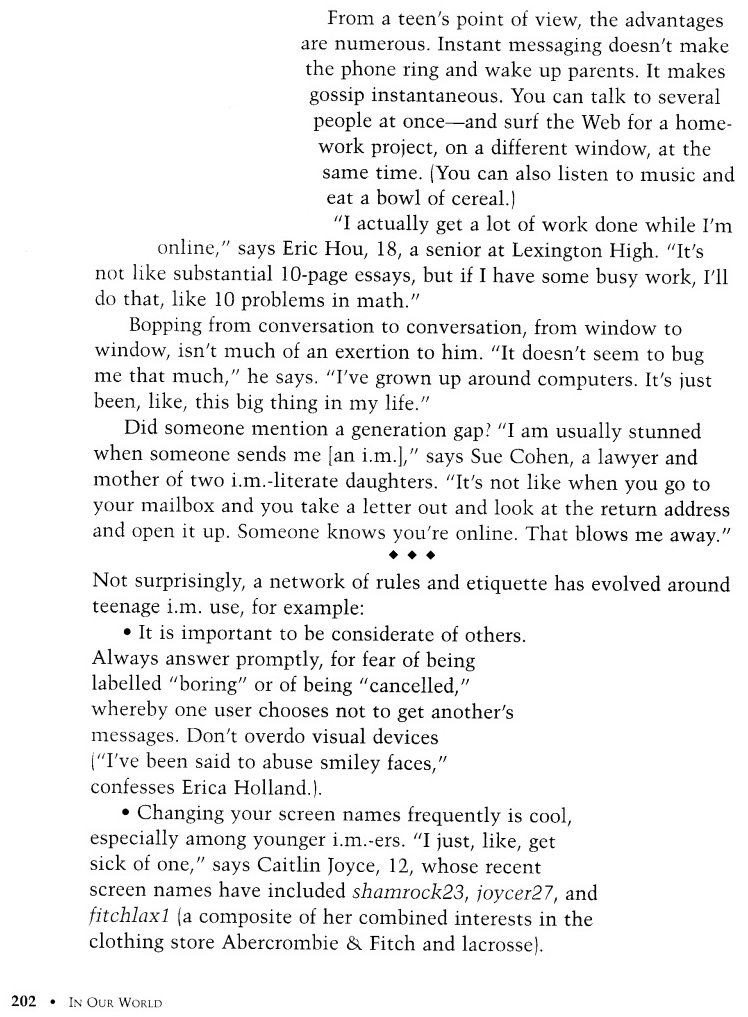 From a teen's point of view, the advantages
are numerous. Instant messaging doesn't make
the phone ring and wake up parents. It makes
gossip instantaneous. You can talk to several
people at once—and surf the Web for a home-
work project, on a different window, at the
same time. (You can also listen to music and
eat a bowl of cereal.)
"I actually get a lot of work done while I'm
online," says Eric Hou, 18, a senior at Lexington High. "It's
not like substantial 10-page essays, but if I have some busy work, I'll
do that, like 10 problems in math."
Bopping from conversation to conversation, from window to
window, isn't much of an exertion to him. "It doesn't seem to bug
me that much," he says. "I've grown up around computers. It's just
been, like, this big thing in my life."
Did someone mention a generation gap? "I am usually stunned
when someone sends me [an i.m.]," says Sue Cohen, a lawyer and
mother of two i.m.-literate daughters. "It's not like when you go to
your mailbox and you take a letter out and look at the return address
and open it up. Someone knows you're online. That blows me away."
◆ ◆ ◆
Not surprisingly, a network of rules and etiquette has evolved around
teenage i.m. use, for example:
• It is important to be considerate of others.
Always answer promptly, for fear of being
labelled "boring" or of being "cancelled,"
whereby one user chooses not to get another's
messages. Don't overdo visual devices
("I've been said to abuse smiley faces,"
confesses Erica Holland.).
• Changing your screen names frequently is cool,
especially among younger i.m.-ers. "I just, like, get
sick of one," says Caitlin Joyce, 12, whose recent
screen names have included shamrock23, joycer27, and
fitchlax1 (a composite of her combined interests in the
clothing store Abercrombie & Fitch and lacrosse).
202 • In Our World